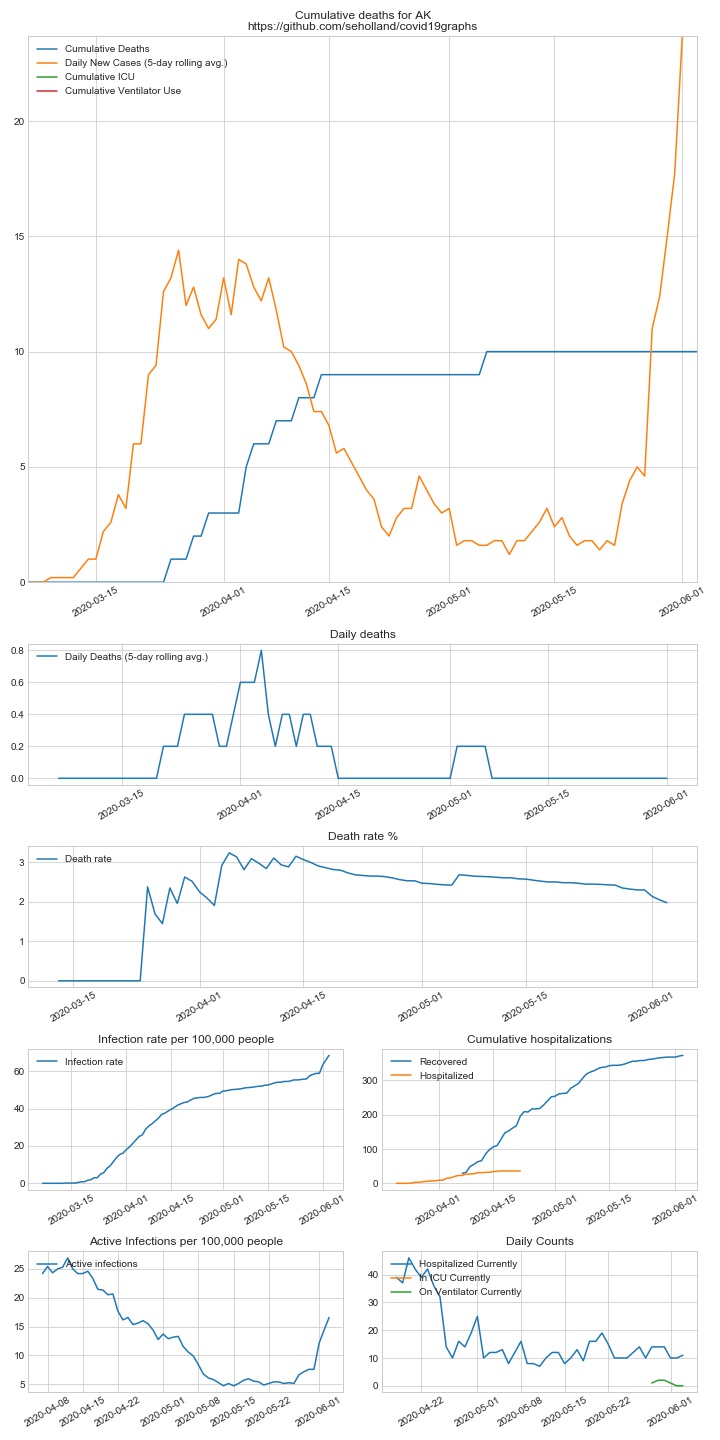 Cumulative deaths for AK
https://github.com/seholland/covid19graphs
Cumulative Deaths
Daily New Cases (5-day rolling avg.)
Cumulative ICU
Cumulative Ventilator Use
20
15
10
5
0
2020-03-15 2020-04-01 2020-04-15 2020-05-01 2020-05-15 2020-06-01
Daily deaths
Daily Deaths (5-day rolling avg.)
0.8
0.6
0.4
0.2
0.0
2020-03-15 2020-04-01 2020-04-15 2020-05-01 2020-05-15 2020-06-01
Death rate %
Death rate
3
2
1
0
2020-03-15 2020-04-01 2020-04-15 2020-05-01 2020-05-15 2020-06-01
Infection rate per 100,000 people
Infection rate
60
40
20
0
2020-03-15 2020-04-01 2020-04-15 2020-05-01 2020-05-15 2020-06-01
Cumulative hospitalizations
Recovered
Hospitalized
300
200
100
0
2020-04-01 2020-04-15 2020-05-01 2020-05-15 2020-06-01
Active Infections per 100,000 people
Active infections
25
20
15
10
5
2020-04-08 2020-04-15 2020-04-22 2020-05-01 2020-05-08 2020-05-15 2020-05-22 2020-06-01
Daily Counts
Hospitalized Currently
In ICU Currently
On Ventilator Currently
40
30
20
10
0
2020-04-22 2020-05-01 2020-05-08 2020-05-15 2020-05-22 2020-06-01